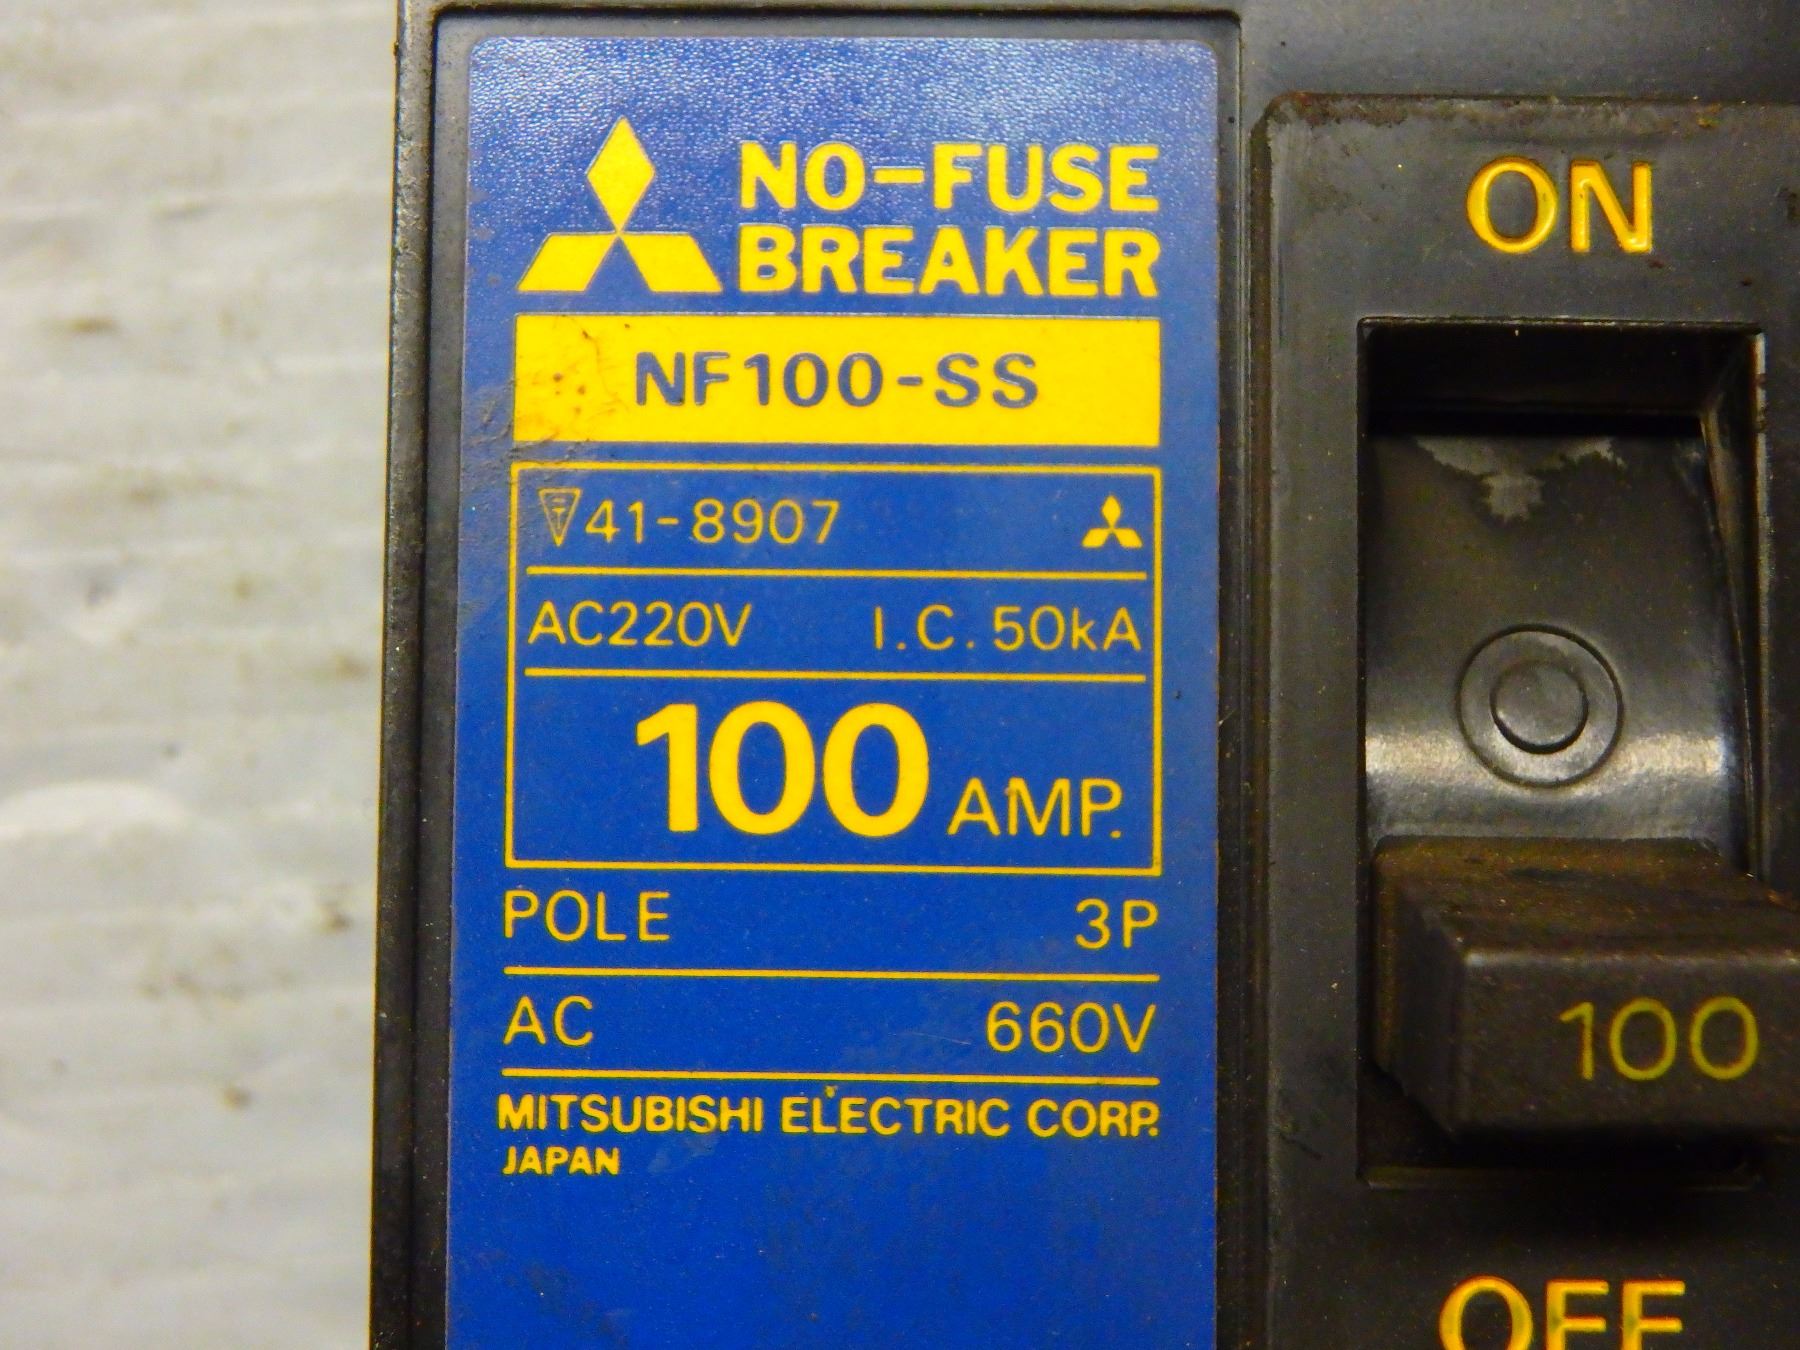 NO-FUSE
BREAKER
NF100-SS
41-8907
AC220V I.C. 50kA
100 AMP.
POLE 3P
AC 660V
MITSUBISHI ELECTRIC CORP.
JAPAN
ON
100
OFF